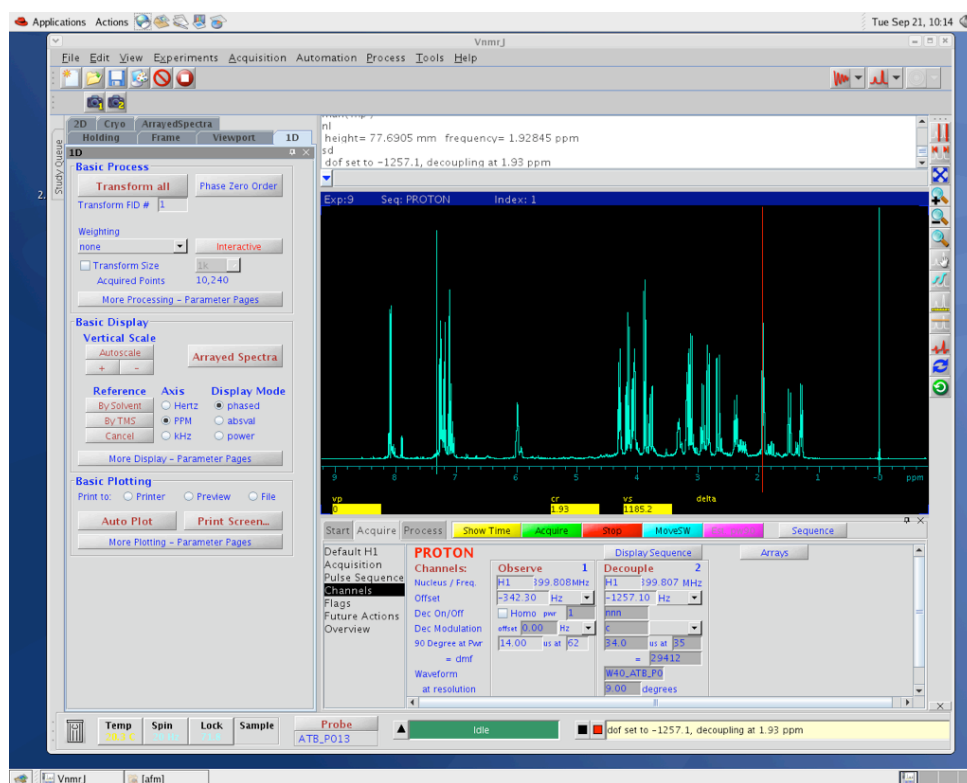 Applications Actions
Tue Sep 21, 10:14
VnmrJ
File Edit View Experiments Acquisition Automation Process Tools Help
2D Cryo ArrayedSpectra
Holding Frame Viewport 1D
Study Queue
2.
1D
Basic Process
Transform all Phase Zero Order
Transform FID # 1
Weighting
none Interactive
Transform Size 1k
Acquired Points 10,240
More Processing - Parameter Pages
Basic Display
Vertical Scale
Autoscale
+ -
Arrayed Spectra
Reference Axis Display Mode
By Solvent Hertz phased
By TMS PPM absval
Cancel kHz power
More Display - Parameter Pages
Basic Plotting
Print to: Printer Preview File
Auto Plot Print Screen...
More Plotting - Parameter Pages
nl
height= 77.6905 mm frequency= 1.92845 ppm
sd
dof set to -1257.1, decoupling at 1.93 ppm
Exp:9 Seq: PROTON Index: 1
9 8 7 6 5 4 3 2 1 -0 ppm
vp cr vs delta
0 1.93 1185.2
Start Acquire Process Show Time Acquire Stop MoveSW Sequence
Default H1
Acquisition
Pulse Sequence
Channels
Flags
Future Actions
Overview
PROTON Display Sequence Arrays
Channels: Observe 1 Decouple 2
Nucleus / Freq. H1 399.808MHz H1 399.807 MHz
Offset -342.30 Hz -1257.10 Hz
Dec On/Off Homo pwr 1 nnn
Dec Modulation offset 0.00 Hz c
90 Degree at Pwr 14.00 us at 62 34.0 us at 35
= dmf = 29412
Waveform W40_ATB_P0
at resolution 9.00 degrees
Temp Spin Lock Sample
Probe
ATB_P013
Idle
dof set to -1257.1, decoupling at 1.93 ppm
VnmrJ [afm]